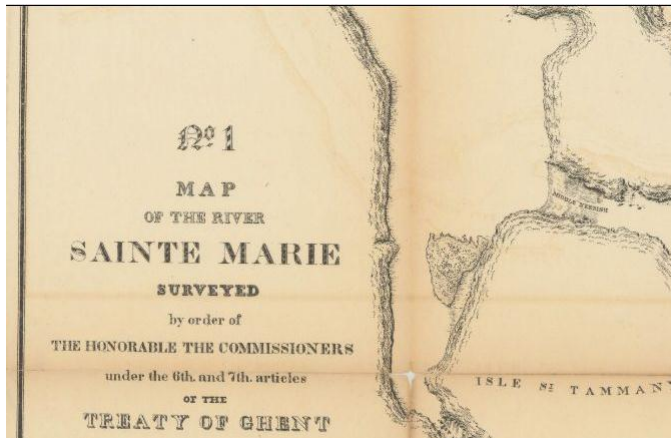 No 1
MAP
OF THE RIVER
SAINTE MARIE
SURVEYED
by order of
THE HONORABLE THE COMMISSIONERS
under the 6th. and 7th. articles
OF THE
TREATY OF GHENT
ISLE St TAMMANY